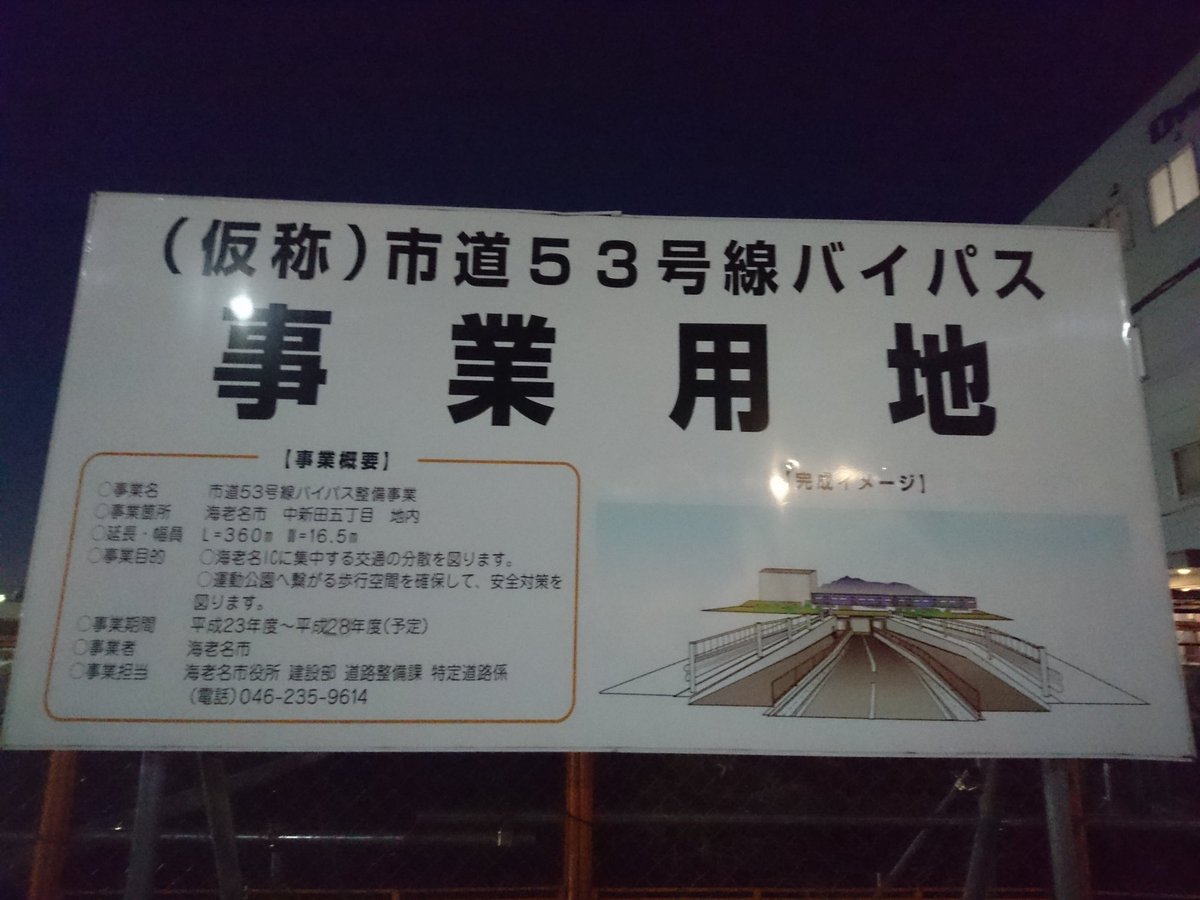 （仮称）市道５３号線バイパス
事業用地
【事業概要】
○事業名 市道53号線バイパス整備事業
○事業箇所 海老名市 中新田五丁目 地内
○延長・幅員 L=360m W=16.5m
○事業目的 ○海老名ICに集中する交通の分散を図ります。
○運動公園へ繋がる歩行空間を確保して、安全対策を
図ります。
○事業期間 平成23年度～平成28年度(予定)
○事業者 海老名市
○事業担当 海老名市役所 建設部 道路整備課 特定道路係
(電話)046-235-9614
【完成イメージ】